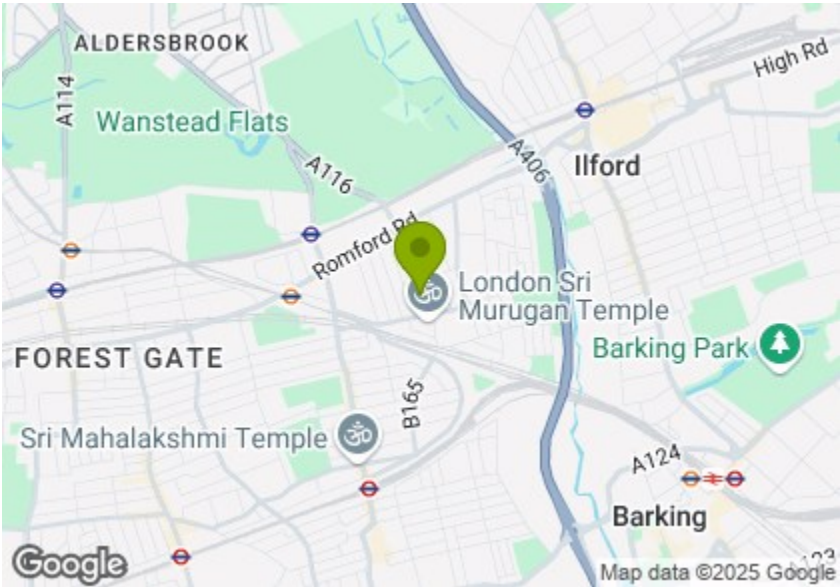 ALDERSBROOK
High Rd
A114
Wanstead Flats
A406
A116
Ilford
Romford Rd
London Sri
Murugan Temple
Barking Park
FOREST GATE
B165
Sri Mahalakshmi Temple
A124
Barking
Google
Map data ©2025 Google